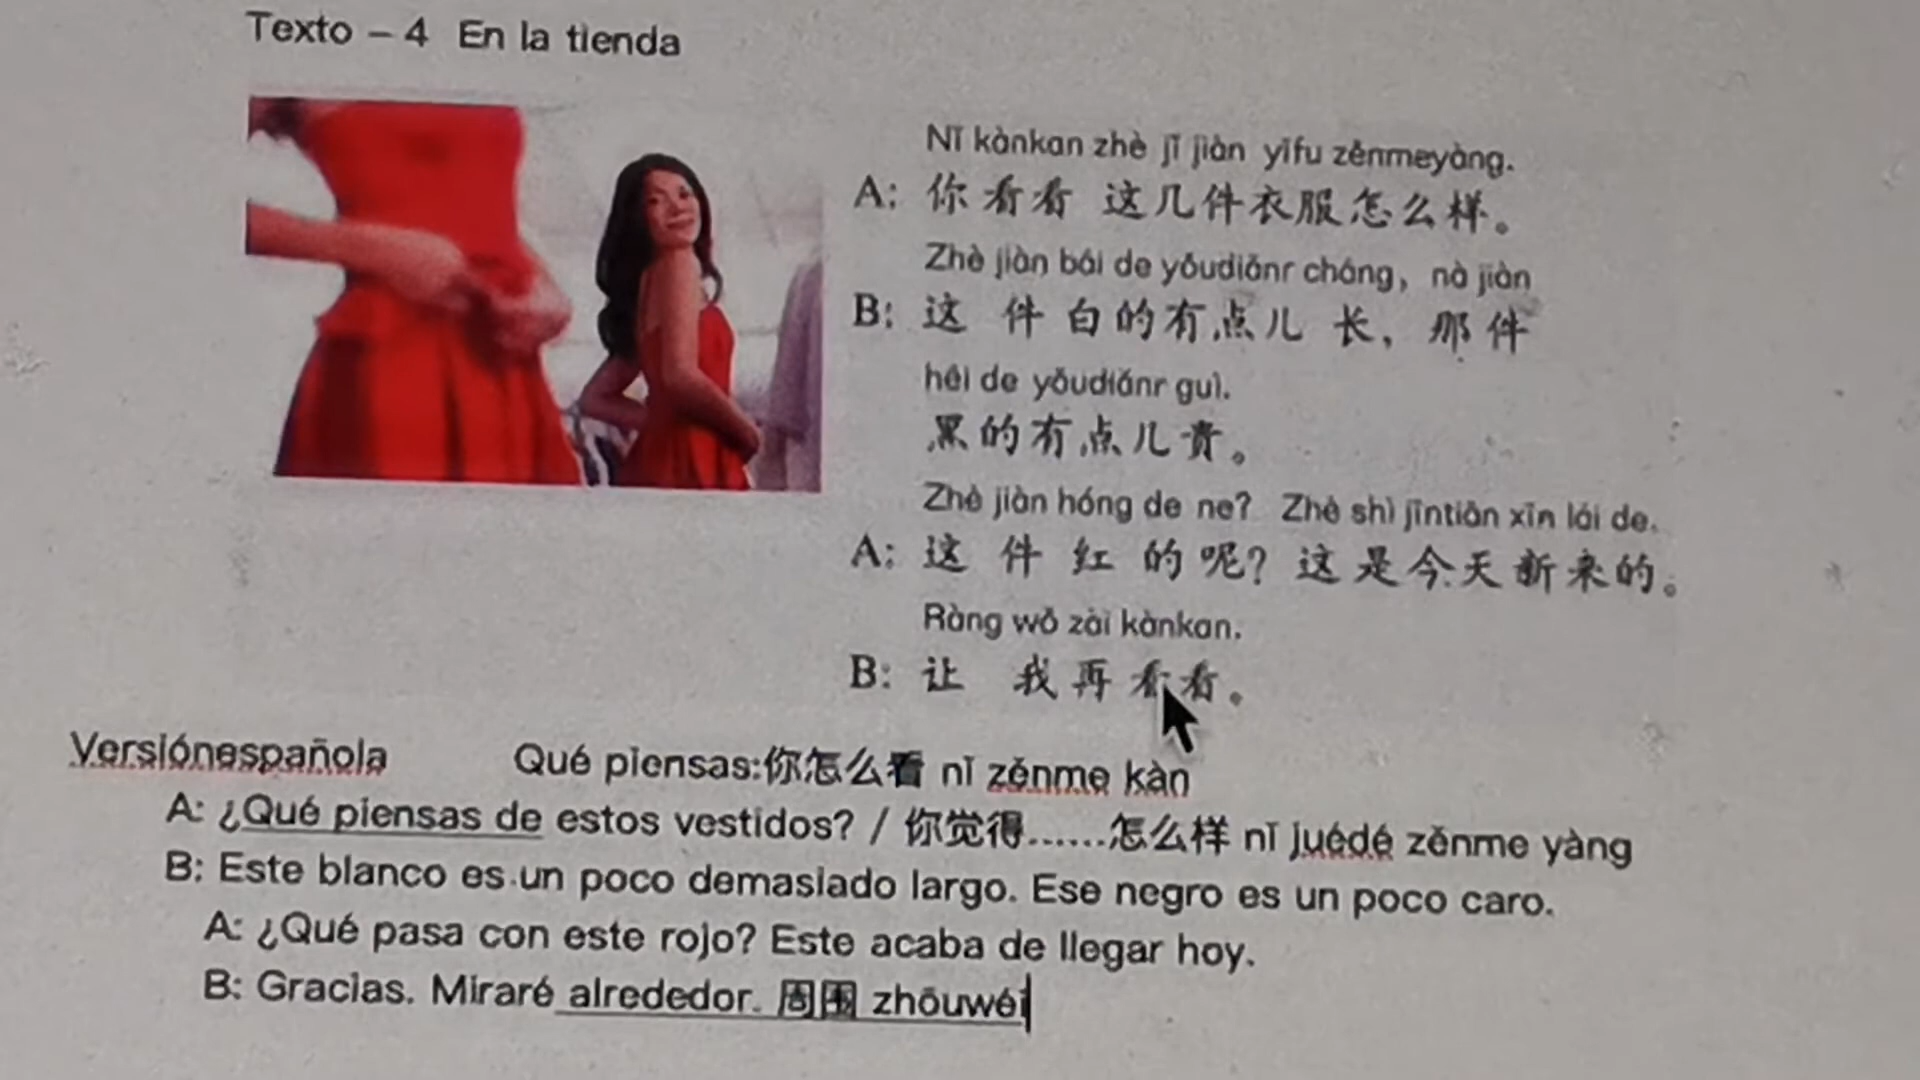 Texto – 4 En la tienda
Nǐ kànkan zhè jǐ jiàn yīfu zěnmeyàng.
A: 你看看 这几件衣服怎么样。
Zhè jiàn bái de yǒudiǎnr cháng, nà jiàn
B: 这 件 白的有点儿 长, 那件
hēi de yǒudiǎnr guì.
黑的有点儿贵。
Zhè jiàn hóng de ne? Zhè shì jīntiān xīn lái de.
A: 这 件 红 的 呢? 这是今天新来的。
Ràng wǒ zài kànkan.
B: 让 我再看看。
Versiónespañola Qué piensas:你怎么看 nǐ zěnme kàn
A: ¿Qué piensas de estos vestidos? / 你觉得......怎么样 nǐ juédé zěnme yàng
B: Este blanco es un poco demasiado largo. Ese negro es un poco caro.
A: ¿Qué pasa con este rojo? Este acaba de llegar hoy.
B: Gracias. Miraré alrededor. 周围 zhōuwéi